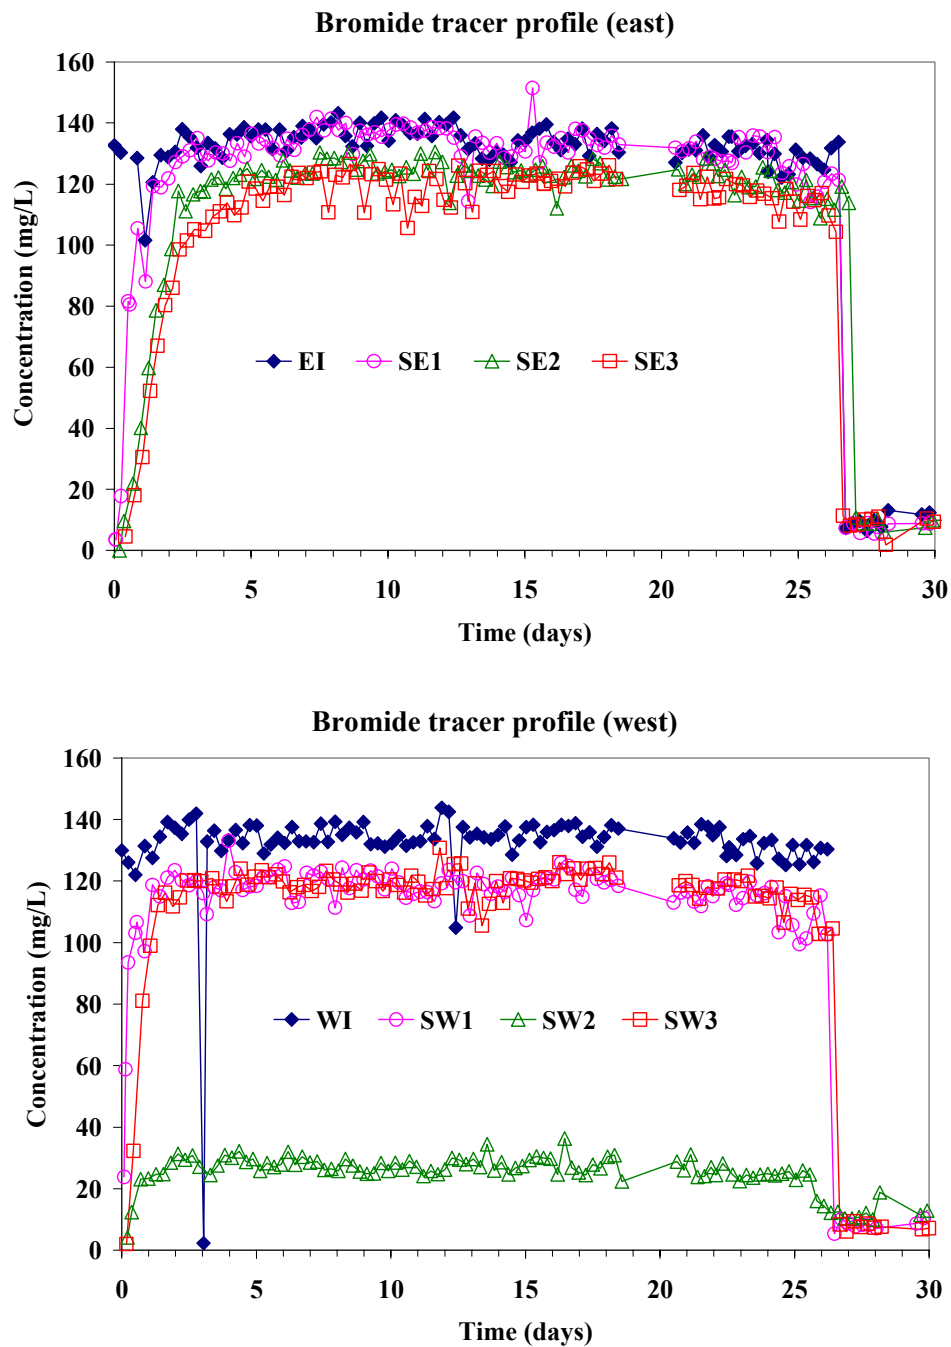 Bromide tracer profile (east)
160
140
120
100
80
60
40
20
0
Concentration (mg/L)
EI SE1 SE2 SE3
0 5 10 15 20 25 30
Time (days)
Bromide tracer profile (west)
160
140
120
100
80
60
40
20
0
Concentration (mg/L)
WI SW1 SW2 SW3
0 5 10 15 20 25 30
Time (days)